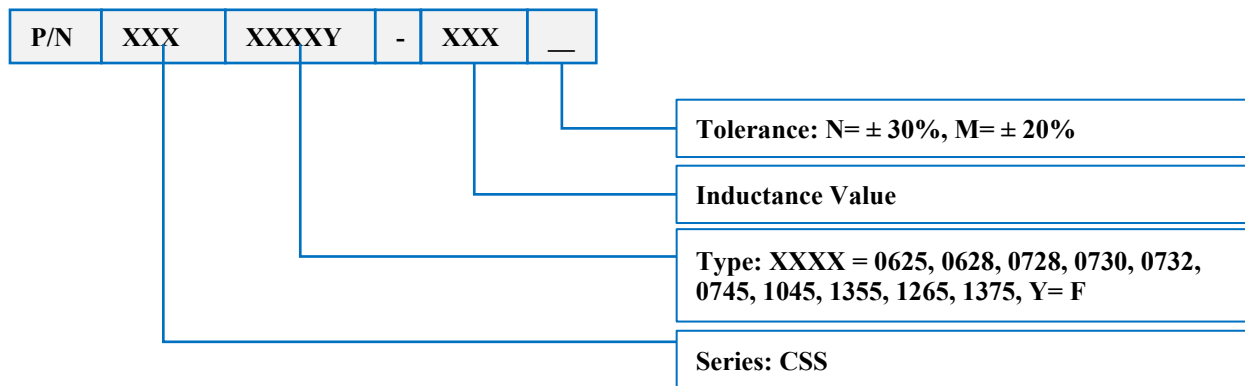 P/N XXX XXXXY - XXX __
Tolerance: N= ± 30%, M= ± 20%
Inductance Value
Type: XXXX = 0625, 0628, 0728, 0730, 0732,
0745, 1045, 1355, 1265, 1375, Y= F
Series: CSS